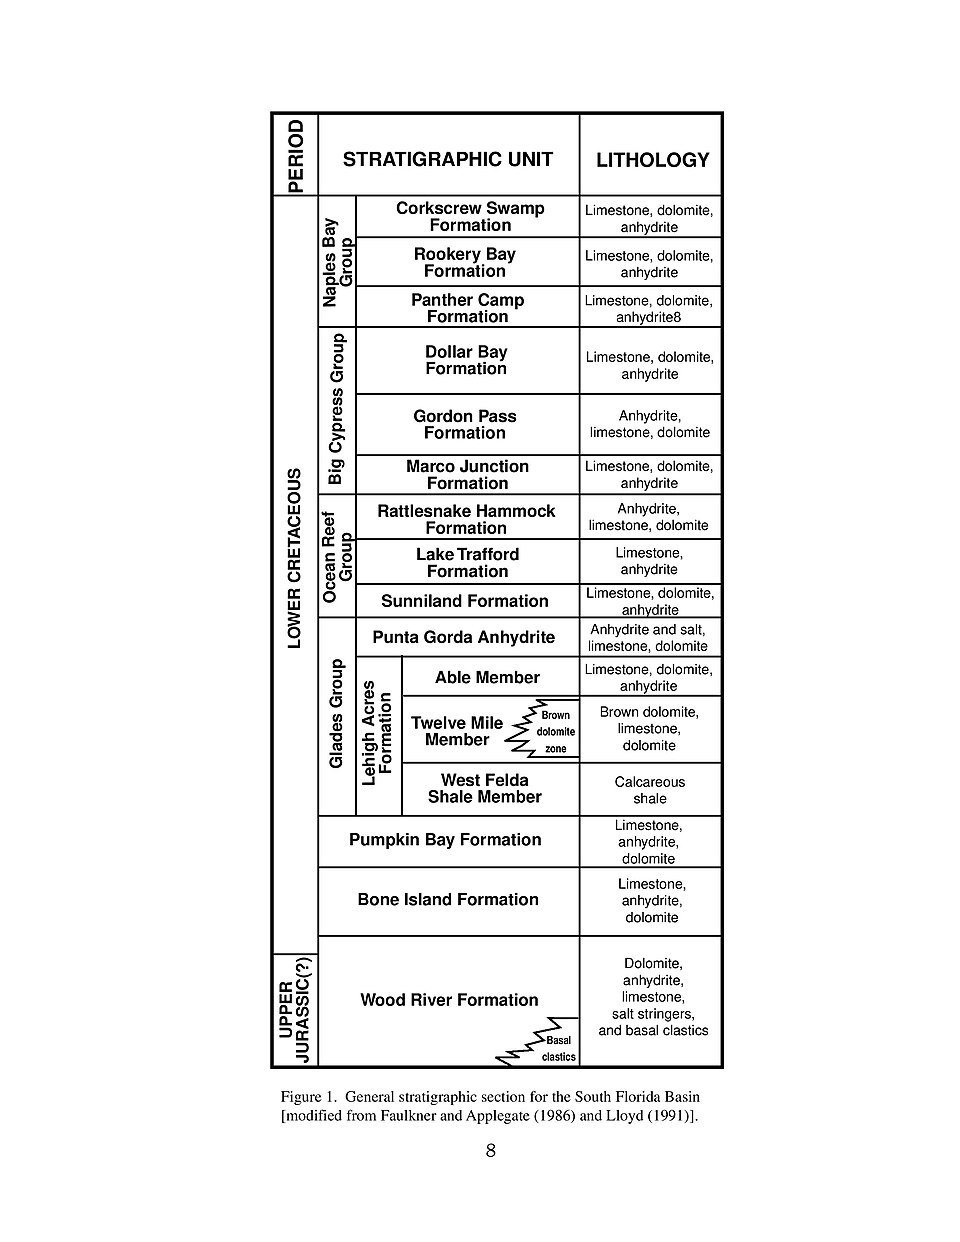 PERIOD
STRATIGRAPHIC UNIT
LITHOLOGY
LOWER CRETACEOUS
Naples Bay
Group
Corkscrew Swamp
Formation
Limestone, dolomite,
anhydrite
Rookery Bay
Formation
Limestone, dolomite,
anhydrite
Panther Camp
Formation
Limestone, dolomite,
anhydrite8
Big Cypress Group
Dollar Bay
Formation
Limestone, dolomite,
anhydrite
Gordon Pass
Formation
Anhydrite,
limestone, dolomite
Marco Junction
Formation
Limestone, dolomite,
anhydrite
Ocean Reef
Group
Rattlesnake Hammock
Formation
Anhydrite,
limestone, dolomite
Lake Trafford
Formation
Limestone,
anhydrite
Sunniland Formation
Limestone, dolomite,
anhydrite
Glades Group
Punta Gorda Anhydrite
Anhydrite and salt,
limestone, dolomite
Lehigh Acres
Formation
Able Member
Limestone, dolomite,
anhydrite
Twelve Mile
Member
Brown
dolomite
zone
Brown dolomite,
limestone,
dolomite
West Felda
Shale Member
Calcareous
shale
Pumpkin Bay Formation
Limestone,
anhydrite,
dolomite
Bone Island Formation
Limestone,
anhydrite,
dolomite
UPPER
JURASSIC(?)
Wood River Formation
Basal
clastics
Dolomite,
anhydrite,
limestone,
salt stringers,
and basal clastics
Figure 1.  General stratigraphic section for the South Florida Basin
[modified from Faulkner and Applegate (1986) and Lloyd (1991)].
8